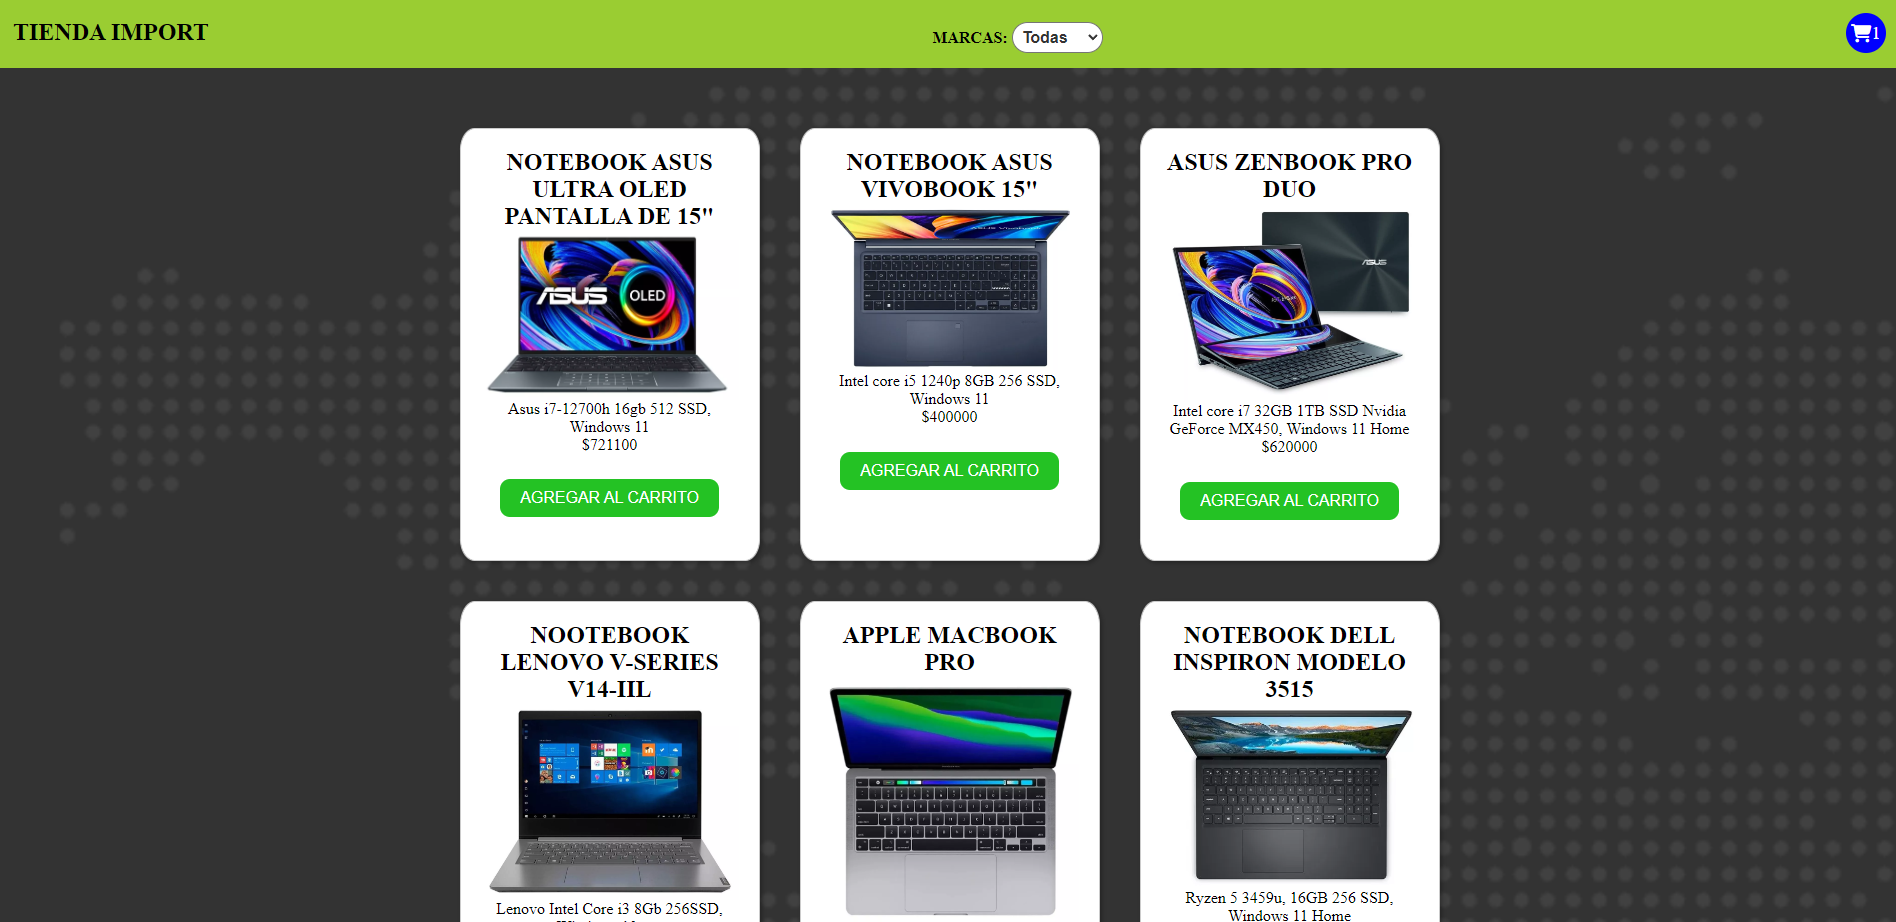 TIENDA IMPORT
MARCAS: Todas
1
NOTEBOOK ASUS
ULTRA OLED
PANTALLA DE 15"
ASUS OLED
Asus i7-12700h 16gb 512 SSD,
Windows 11
$721100
AGREGAR AL CARRITO
NOTEBOOK ASUS
VIVOBOOK 15"
Intel core i5 1240p 8GB 256 SSD,
Windows 11
$400000
AGREGAR AL CARRITO
ASUS ZENBOOK PRO
DUO
ASUS
Intel core i7 32GB 1TB SSD Nvidia
GeForce MX450, Windows 11 Home
$620000
AGREGAR AL CARRITO
NOOTEBOOK
LENOVO V-SERIES
V14-IIL
Lenovo Intel Core i3 8Gb 256SSD,
APPLE MACBOOK
PRO
NOTEBOOK DELL
INSPIRON MODELO
3515
Ryzen 5 3459u, 16GB 256 SSD,
Windows 11 Home